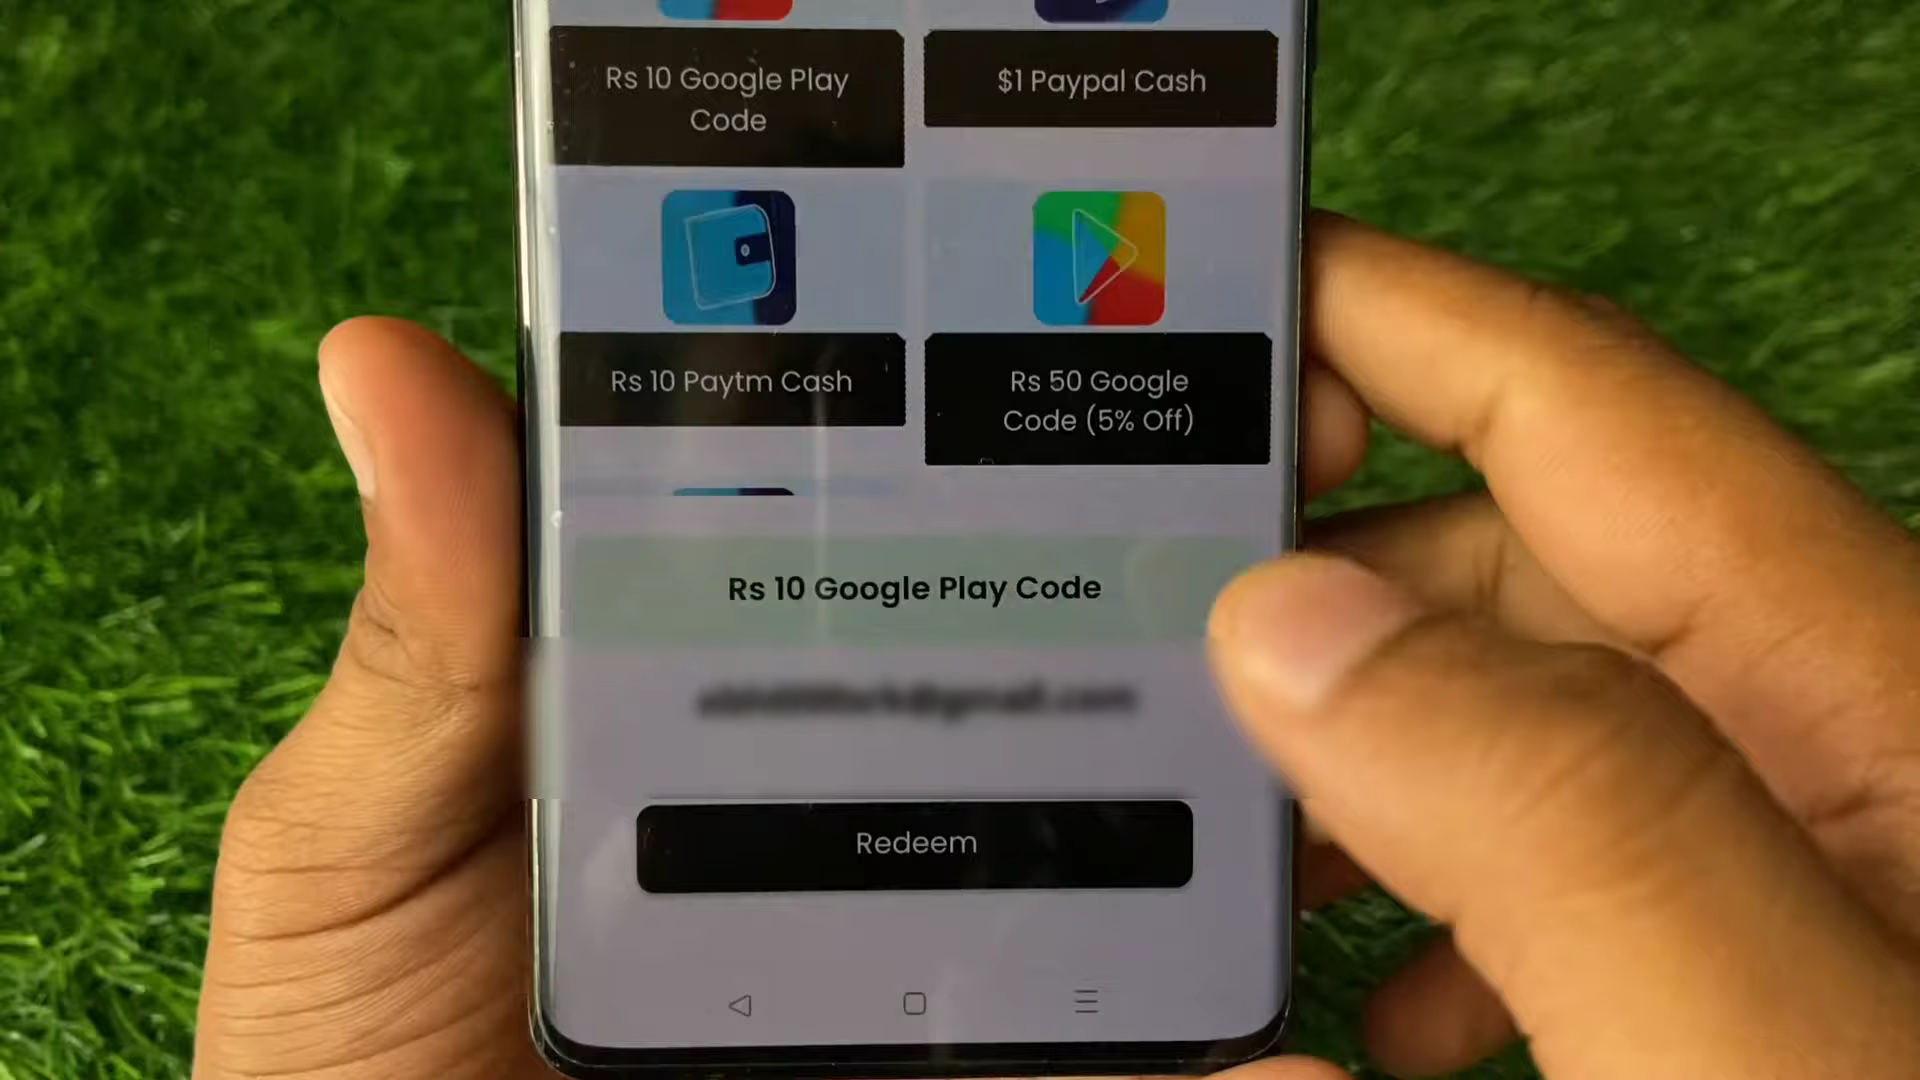 Rs 10 Google Play
Code
$1 Paypal Cash
Rs 10 Paytm Cash
Rs 50 Google
Code (5% Off)
Rs 10 Google Play Code
Redeem